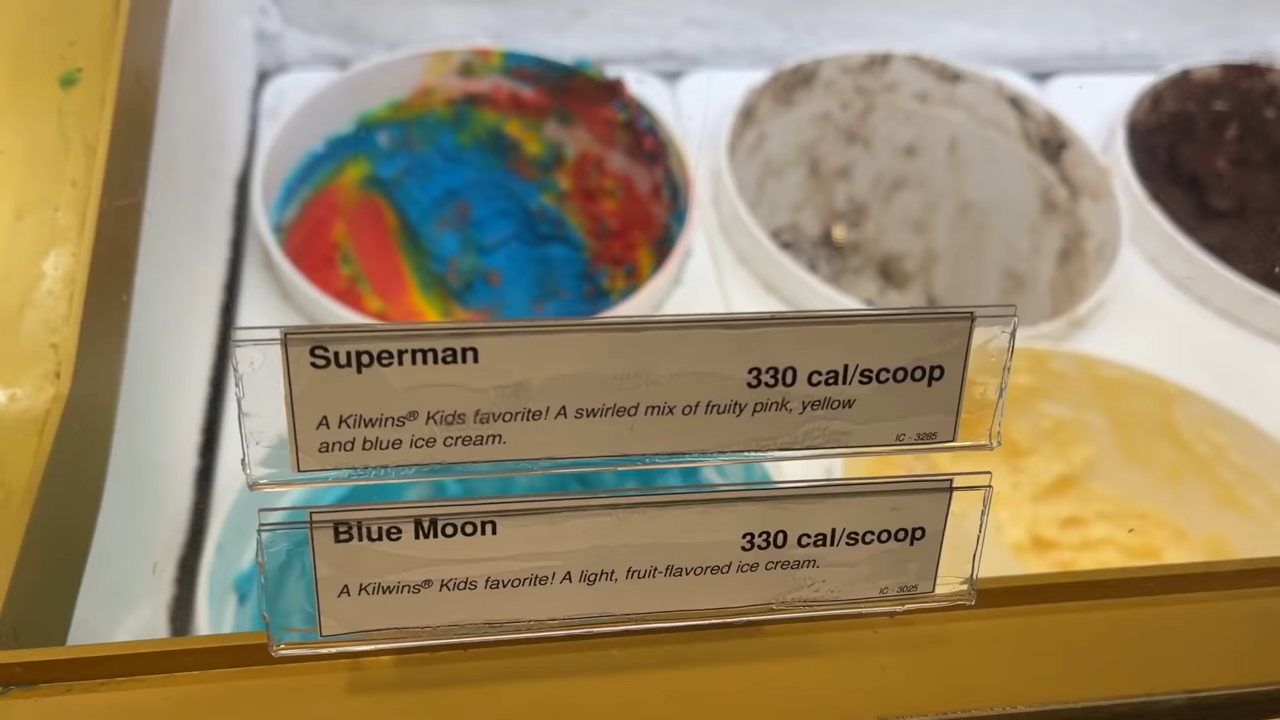 Superman
330 cal/scoop
A Kilwins® Kids favorite! A swirled mix of fruity pink, yellow
and blue ice cream.
IC - 3285
Blue Moon
330 cal/scoop
A Kilwins® Kids favorite! A light, fruit-flavored ice cream.
IC - 3025